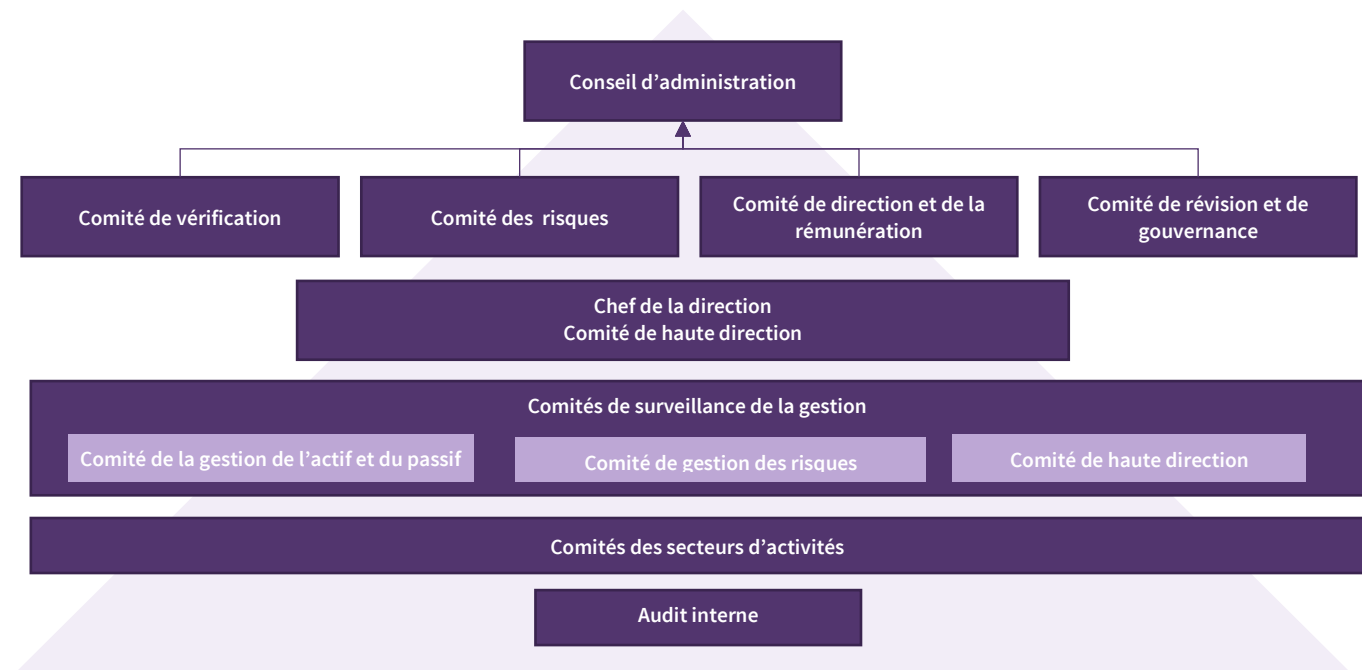 Conseil d’administration
Comité de vérification
Comité des risques
Comité de direction et de la
rémunération
Comité de révision et de
gouvernance
Chef de la direction
Comité de haute direction
Comités de surveillance de la gestion
Comité de la gestion de l’actif et du passif
Comité de gestion des risques
Comité de haute direction
Comités des secteurs d’activités
Audit interne